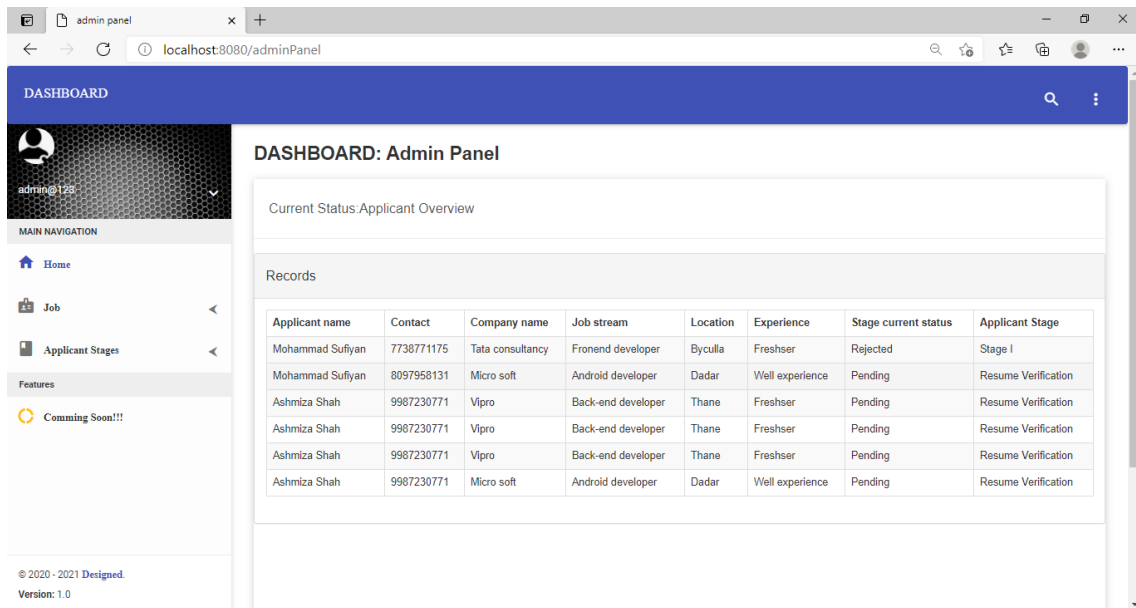 admin panel
localhost:8080/adminPanel
DASHBOARD
admin@123
MAIN NAVIGATION
Home
Job
Applicant Stages
Features
Comming Soon!!!
© 2020 - 2021 Designed.
Version: 1.0
DASHBOARD: Admin Panel
Current Status:Applicant Overview
Records
Applicant name Contact Company name Job stream Location Experience Stage current status Applicant Stage
Mohammad Sufiyan 7738771175 Tata consultancy Fronend developer Byculla Freshser Rejected Stage I
Mohammad Sufiyan 8097958131 Micro soft Android developer Dadar Well experience Pending Resume Verification
Ashmiza Shah 9987230771 Vipro Back-end developer Thane Freshser Pending Resume Verification
Ashmiza Shah 9987230771 Vipro Back-end developer Thane Freshser Pending Resume Verification
Ashmiza Shah 9987230771 Vipro Back-end developer Thane Freshser Pending Resume Verification
Ashmiza Shah 9987230771 Micro soft Android developer Dadar Well experience Pending Resume Verification